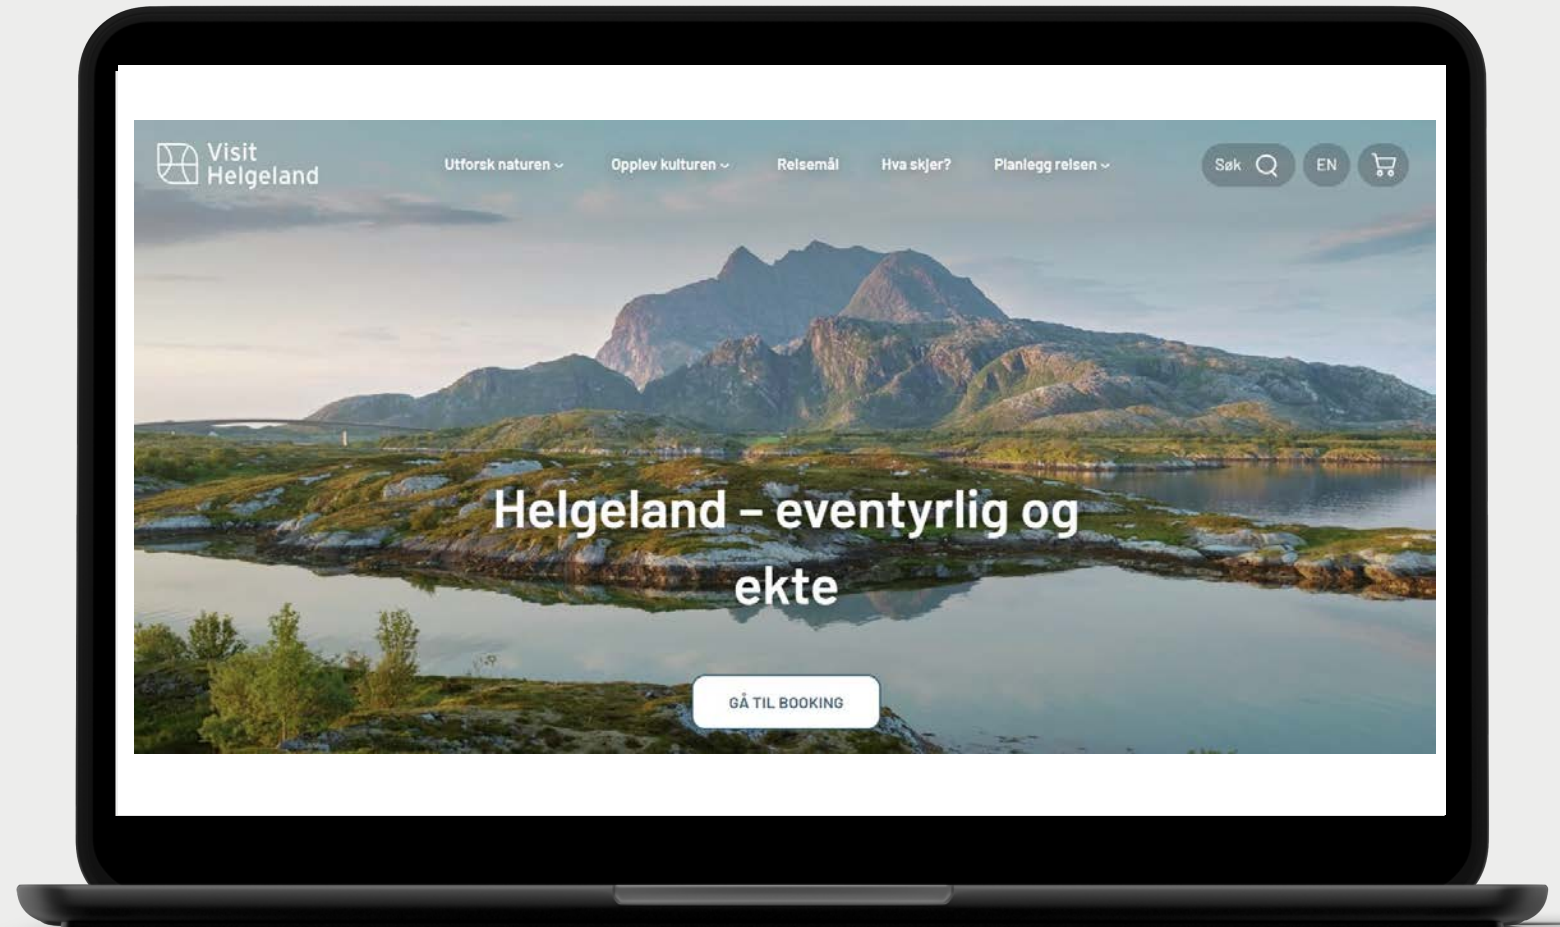 Visit
Helgeland
Utforsk naturen
Opplev kulturen
Reisemål
Hva skjer?
Planlegg reisen
Søk
EN
Helgeland – eventyrlig og
ekte
GÅ TIL BOOKING